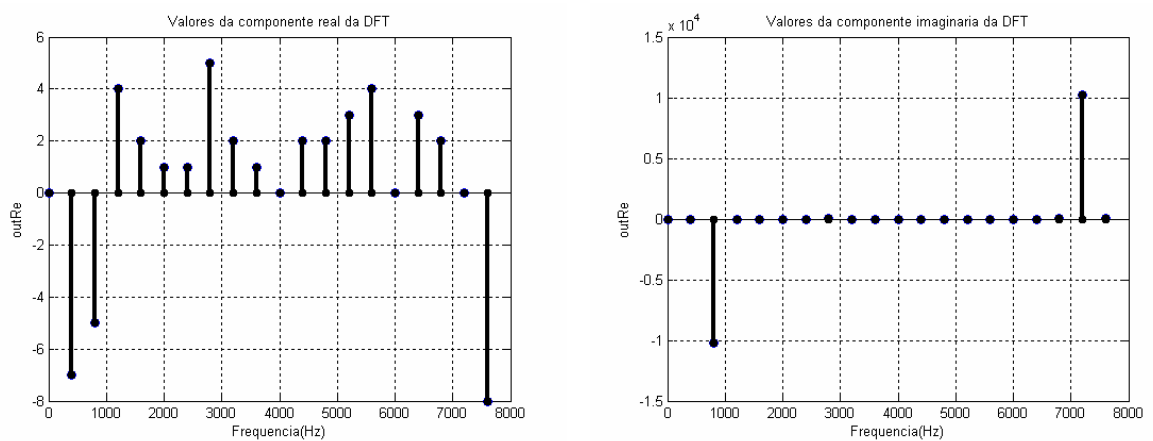 Valores da componente real da DFT
6
4
2
0
-2
-4
-6
-8
outRe
0 1000 2000 3000 4000 5000 6000 7000 8000
Frequencia(Hz)
Valores da componente imaginaria da DFT
x 10^4
1.5
1
0.5
0
-0.5
-1
-1.5
outRe
0 1000 2000 3000 4000 5000 6000 7000 8000
Frequencia(Hz)